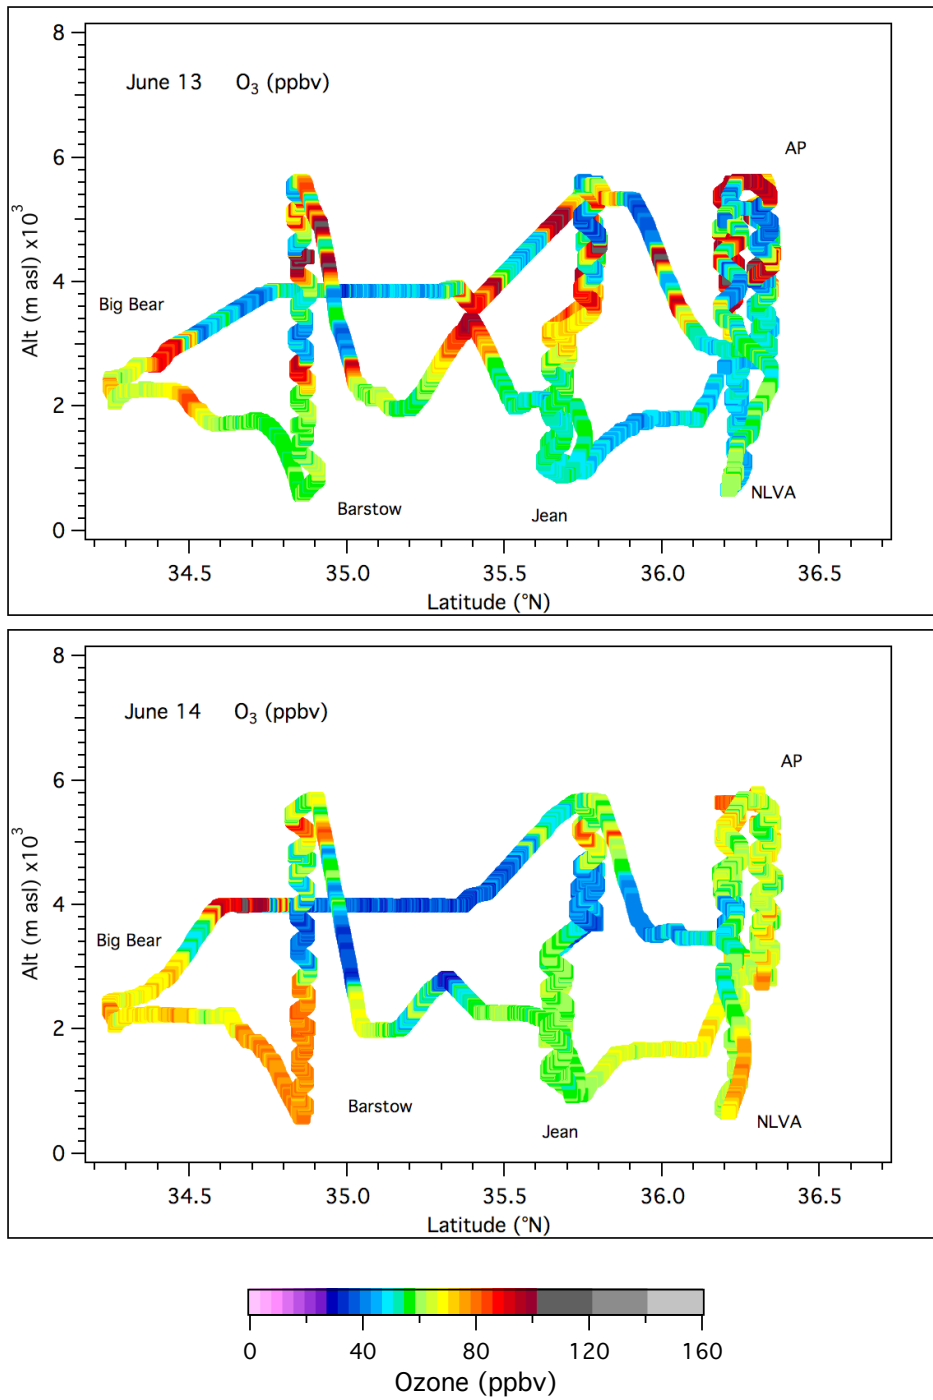 8
June 13 O3 (ppbv)
6
AP
Alt (m asl) x10^3
4
Big Bear
2
NLVA
Barstow
Jean
0
34.5 35.0 35.5 36.0 36.5
Latitude (°N)
8
June 14 O3 (ppbv)
6
AP
Alt (m asl) x10^3
4
Big Bear
2
Barstow
NLVA
Jean
0
34.5 35.0 35.5 36.0 36.5
Latitude (°N)
0 40 80 120 160
Ozone (ppbv)